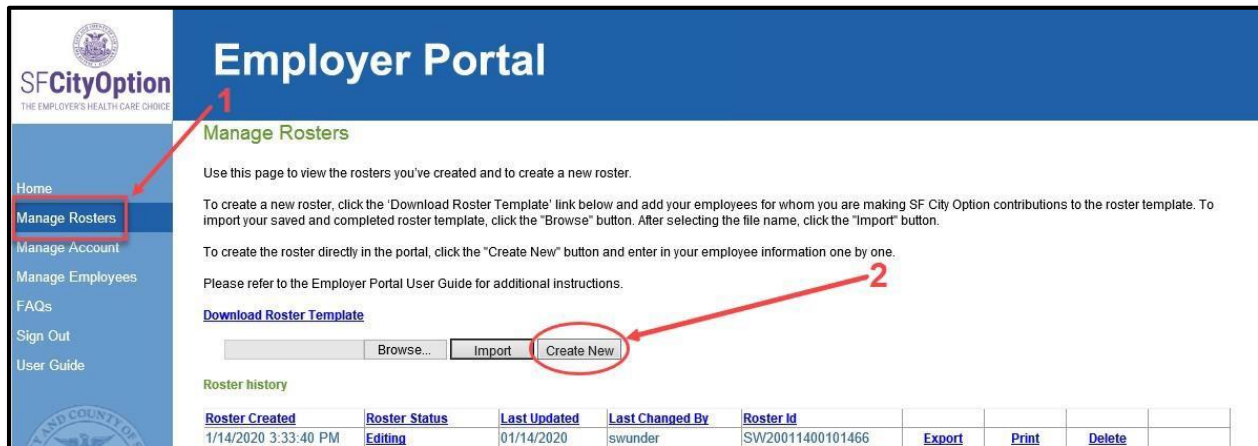 SFCityOption
THE EMPLOYER'S HEALTH CARE CHOICE
Employer Portal
1
Home
Manage Rosters
Manage Account
Manage Employees
FAQs
Sign Out
User Guide
AND COUNTY OF
Manage Rosters
Use this page to view the rosters you've created and to create a new roster.
To create a new roster, click the 'Download Roster Template' link below and add your employees for whom you are making SF City Option contributions to the roster template. To
import your saved and completed roster template, click the "Browse" button. After selecting the file name, click the "Import" button.
To create the roster directly in the portal, click the "Create New" button and enter in your employee information one by one.
2
Please refer to the Employer Portal User Guide for additional instructions.
Download Roster Template
Browse... Import Create New
Roster history
Roster Created Roster Status Last Updated Last Changed By Roster Id
1/14/2020 3:33:40 PM Editing 01/14/2020 swunder SW20011400101466 Export Print Delete